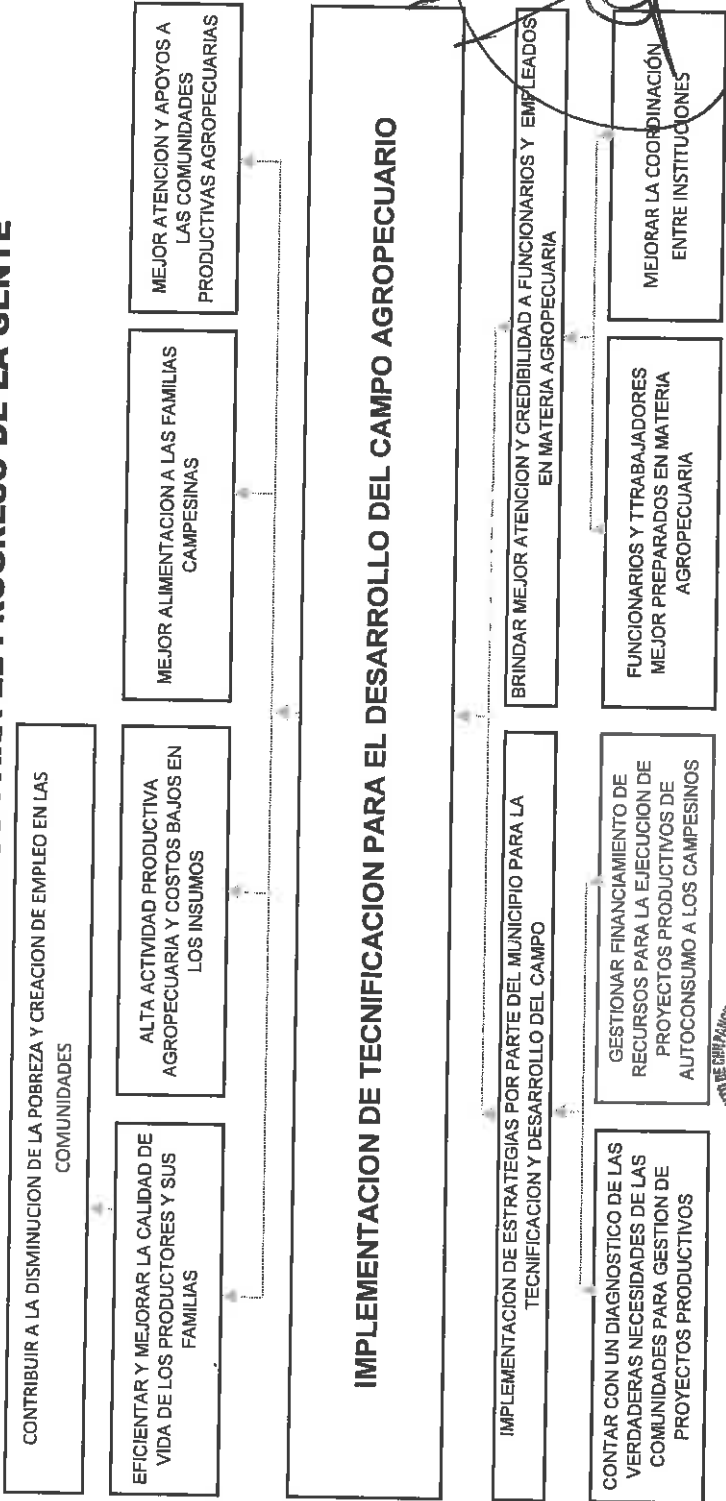 CONTRIBUIR A LA DISMINUCION DE LA POBREZA Y CREACION DE EMPLEO EN LAS
COMUNIDADES
EFICIENTAR Y MEJORAR LA CALIDAD DE
VIDA DE LOS PRODUCTORES Y SUS
FAMILIAS
ALTA ACTIVIDAD PRODUCTIVA
AGROPECUARIA Y COSTOS BAJOS EN
LOS INSUMOS
MEJOR ALIMENTACION A LAS FAMILIAS
CAMPESINAS
MEJOR ATENCION Y APOYOS A
LAS COMUNIDADES
PRODUCTIVAS AGROPECUARIAS
IMPLEMENTACION DE TECNIFICACION PARA EL DESARROLLO DEL CAMPO AGROPECUARIO
IMPLEMENTACION DE ESTRATEGIAS POR PARTE DEL MUNICIPIO PARA LA
TECNIFICACION Y DESARROLLO DEL CAMPO
BRINDAR MEJOR ATENCION Y CREDIBILIDAD A FUNCIONARIOS Y EMPLEADOS
EN MATERIA AGROPECUARIA
CONTAR CON UN DIAGNOSTICO DE LAS
VERDADERAS NECESIDADES DE LAS
COMUNIDADES PARA GESTION DE
PROYECTOS PRODUCTIVOS
GESTIONAR FINANCIAMIENTO DE
RECURSOS PARA LA EJECUCION DE
PROYECTOS PRODUCTIVOS DE
AUTOCONSUMO A LOS CAMPESINOS
FUNCIONARIOS Y TTRABAJADORES
MEJOR PREPARADOS EN MATERIA
AGROPECUARIA
MEJORAR LA COORDINACIÓN
ENTRE INSTITUCIONES